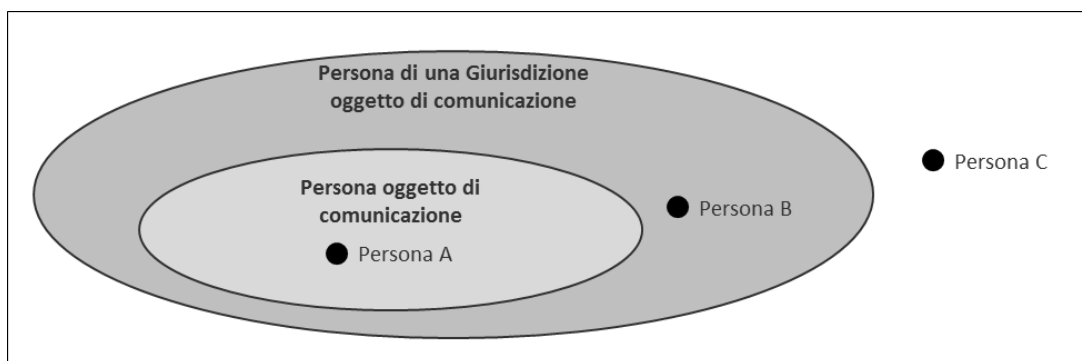 Persona di una Giurisdizione
oggetto di comunicazione
Persona oggetto di
comunicazione
Persona A
Persona B
Persona C